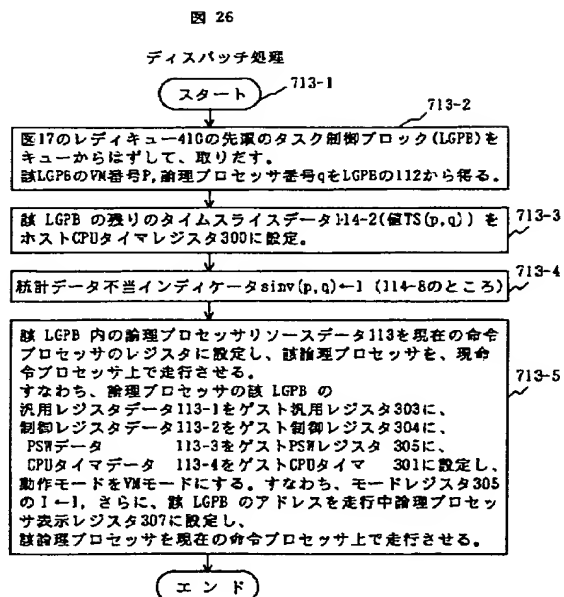 図 26
ディスパッチ処理
スタート
713-1
713-2
図17のレディキュー410の先頭のタスク制御ブロック(LGPB)を
キューからはずして、取りだす。
該LGPBのVM番号P,論理プロセッサ番号qをLGPBの112から得る。
該 LGPB の残りのタイムスライスデータ114-2(値TS(p,q)) を
ホストCPUタイマレジスタ300に設定。
713-3
713-4
統計データ不当インディケータsinv(p,q)←1 (114-8のところ)
該 LGPB 内の論理プロセッサリソースデータ113を現在の命令
プロセッサのレジスタに設定し、該論理プロセッサを、現命
令プロセッサ上で走行させる。
すなわち、論理プロセッサの該 LGPB の
汎用レジスタデータ113-1をゲスト汎用レジスタ303に、
制御レジスタデータ113-2をゲスト制御レジスタ304に、
PSWデータ 113-3をゲストPSWレジスタ 305に、
CPUタイマデータ 113-4をゲストCPUタイマ 301に設定し、
動作モードをVMモードにする。すなわち、モードレジスタ305
の I←1, さらに、該 LGPB のアドレスを走行中論理プロセッ
サ表示レジスタ307に設定し、
該論理プロセッサを現在の命令プロセッサ上で走行させる。
713-5
エンド